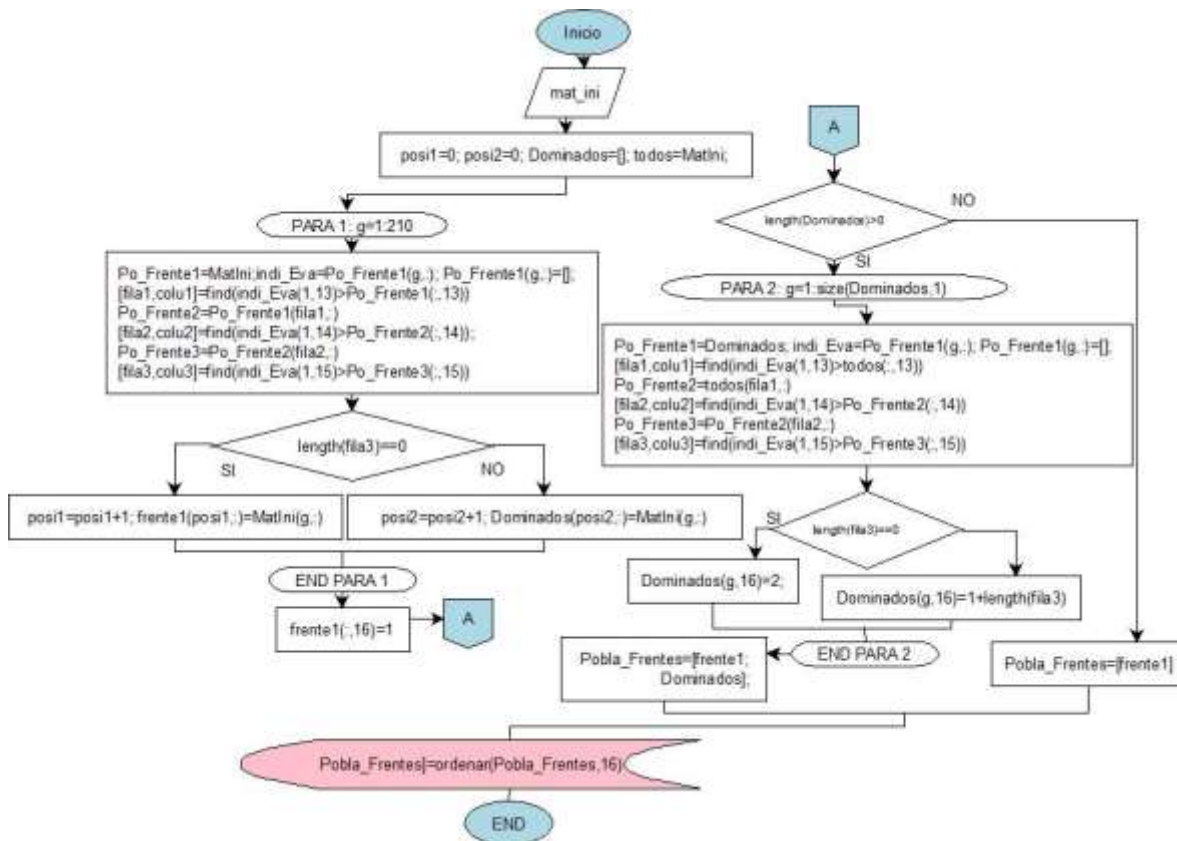 Inicio
mat_ini
posi1=0; posi2=0; Dominados=[]; todos=MatIni;
PARA 1: g=1:210
Po_Frente1=MatIni;indi_Eva=Po_Frente1(g,:); Po_Frente1(g,:)=[];
[fila1,colu1]=find(indi_Eva(1,13)>Po_Frente1(:,13))
Po_Frente2=Po_Frente1(fila1,:)
[fila2,colu2]=find(indi_Eva(1,14)>Po_Frente2(:,14));
Po_Frente3=Po_Frente2(fila2,:)
[fila3,colu3]=find(indi_Eva(1,15)>Po_Frente3(:,15))
length(fila3)==0
SI
NO
posi1=posi1+1; frente1(posi1,:)=MatIni(g,:)
posi2=posi2+1; Dominados(posi2,:)=MatIni(g,:)
END PARA 1
frente1(:,16)=1
A
A
length(Dominados)>0
NO
SI
PARA 2: g=1:size(Dominados,1)
Po_Frente1=Dominados; indi_Eva=Po_Frente1(g,:); Po_Frente1(g,:)=[];
[fila1,colu1]=find(indi_Eva(1,13)>todos(:,13))
Po_Frente2=todos(fila1,:)
[fila2,colu2]=find(indi_Eva(1,14)>Po_Frente2(:,14))
Po_Frente3=Po_Frente2(fila2,:)
[fila3,colu3]=find(indi_Eva(1,15)>Po_Frente3(:,15))
SI
length(fila3)==0
Dominados(g,16)=2;
Dominados(g,16)=1+length(fila3)
END PARA 2
Pobla_Frentes=[frente1;
Dominados];
Pobla_Frentes=[frente1]
Pobla_Frentes]=ordenar(Pobla_Frentes,16)
END